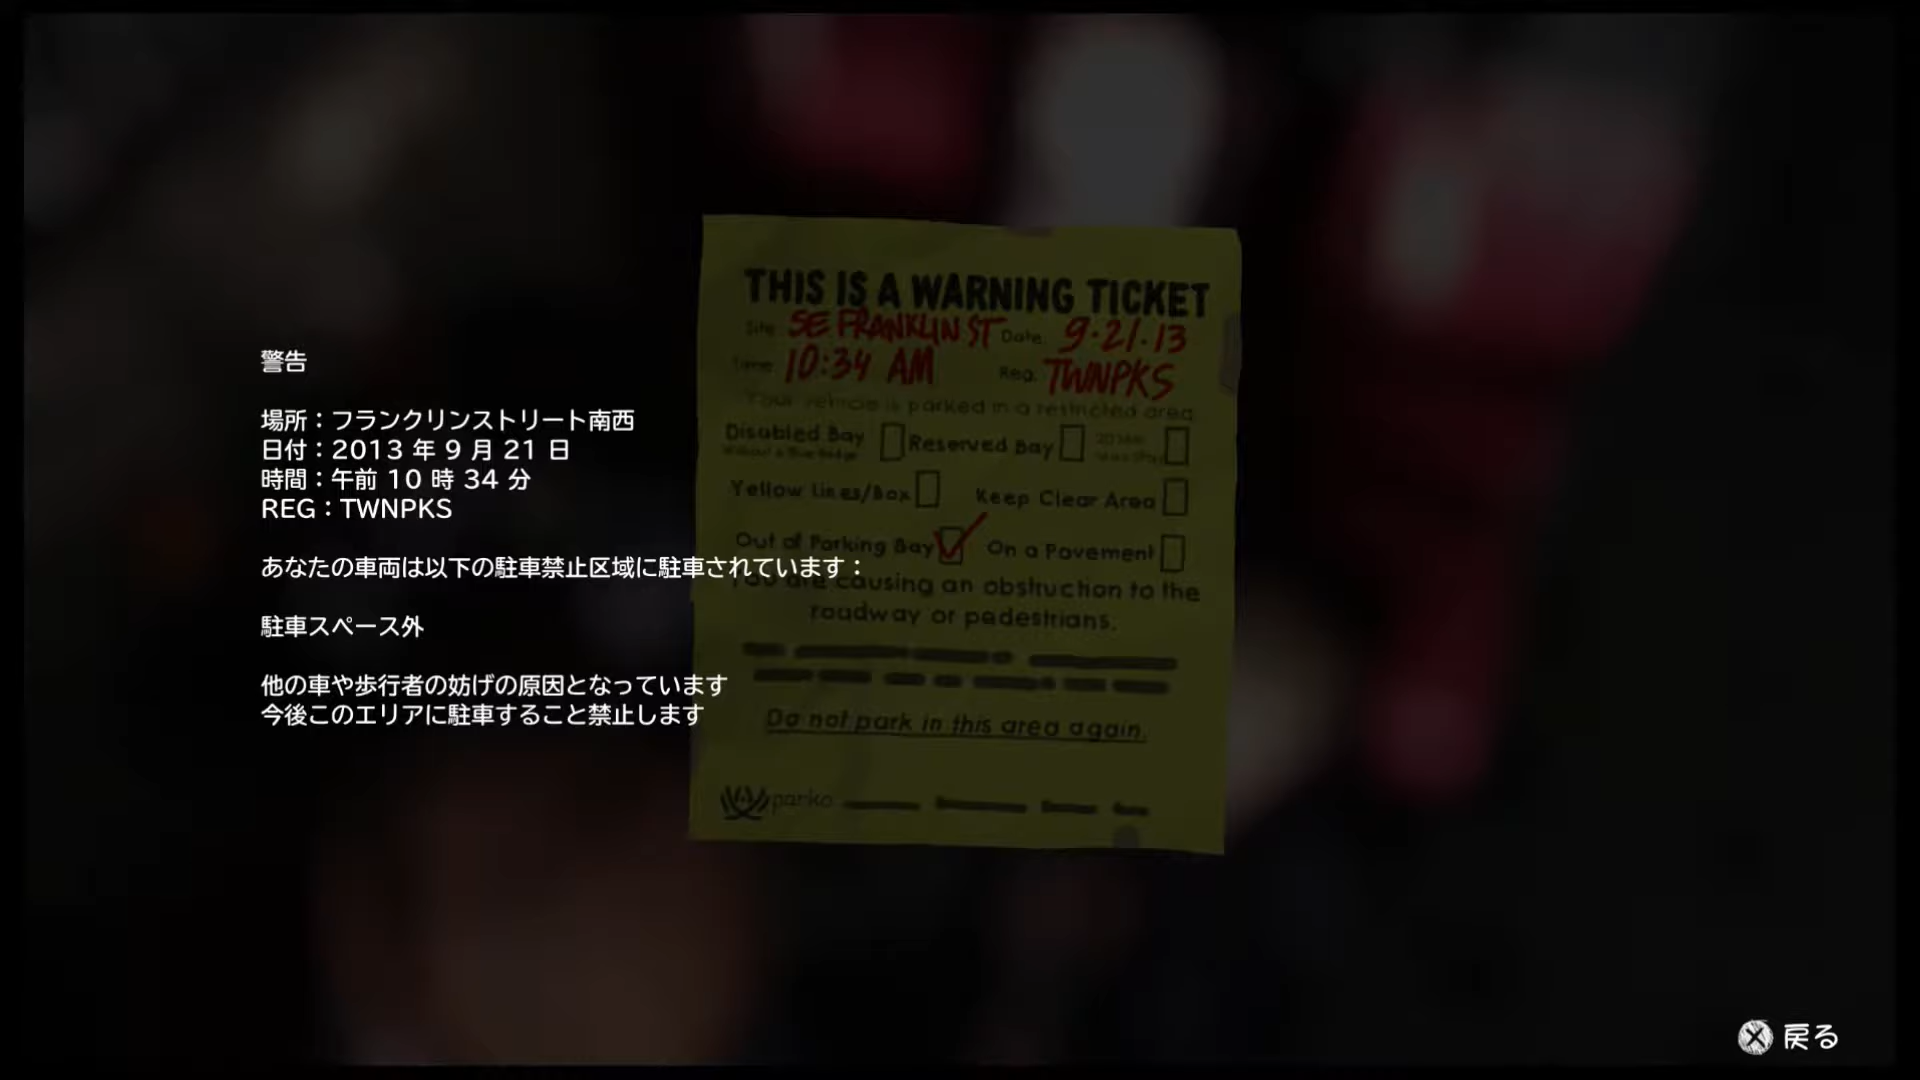 警告
場所：フランクリンストリート南西
日付：2013 年 9 月 21 日
時間：午前 10 時 34 分
REG：TWNPKS
あなたの車両は以下の駐車禁止区域に駐車されています：
駐車スペース外
他の車や歩行者の妨げの原因となっています
今後このエリアに駐車すること禁止します
THIS IS A WARNING TICKET
Site: SE FRANKLIN ST Date: 9.21.13
Time: 10:34 AM Reg: TWNPKS
Your vehicle is parked in a restricted area.
Disabled Bay Reserved Bay
Yellow Lines/Box Keep Clear Area
Out of Parking Bay On a Pavement
You are causing an obstruction to the
roadway or pedestrians.
Do not park in this area again.
parko
戻る